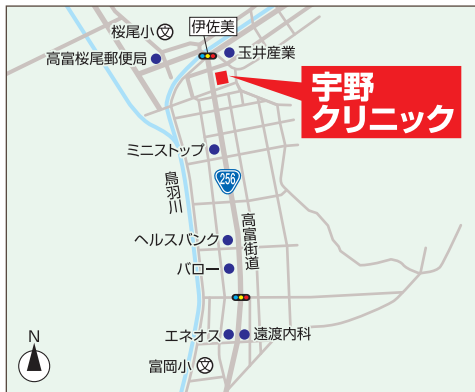 桜尾小文
伊佐美
高富桜尾郵便局
玉井産業
宇野
クリニック
ミニストップ
256
鳥羽川
高富街道
ヘルスバンク
バロー
エネオス
遠渡内科
富岡小文
N